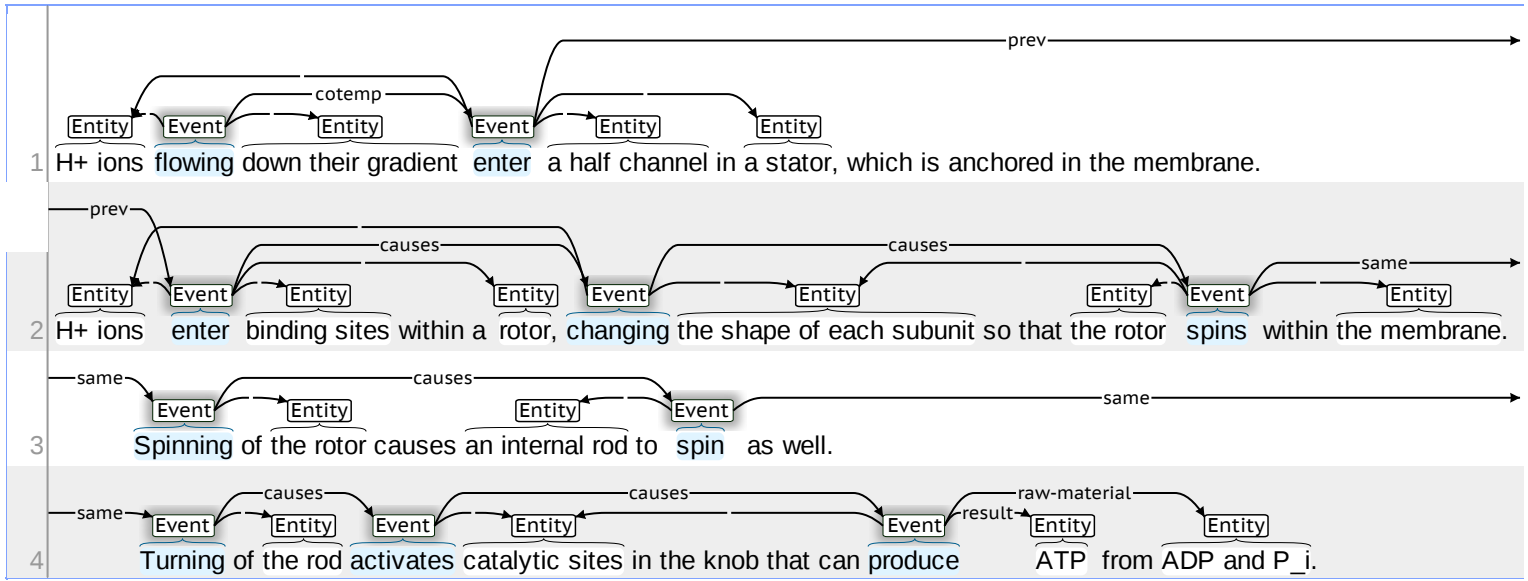 prev
cotemp
Entity Event Entity Event Entity Entity
1 H+ ions flowing down their gradient enter a half channel in a stator, which is anchored in the membrane.
prev
causes causes
same
Entity Event Entity Entity Event Entity Entity Event Entity
2 H+ ions enter binding sites within a rotor, changing the shape of each subunit so that the rotor spins within the membrane.
same causes
same
Event Entity Entity Event
3 Spinning of the rotor causes an internal rod to spin as well.
causes causes raw-material
same result
Event Entity Event Entity Event Entity Entity
4 Turning of the rod activates catalytic sites in the knob that can produce ATP from ADP and P_i.